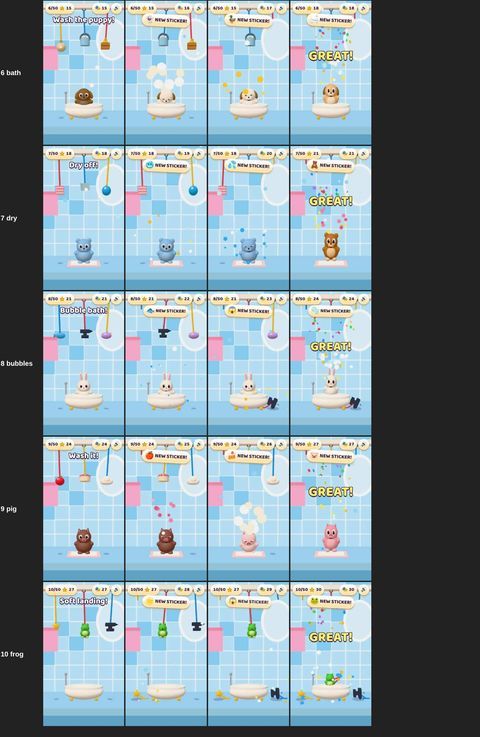 6/50 15 15
Wash the puppy!
6/50 15 16
NEW STICKER!
6/50 15 17
NEW STICKER!
6/50 18 18
NEW STICKER!
GREAT!
6 bath
7/50 18 18
Dry off!
7/50 18 19
NEW STICKER!
7/50 18 20
NEW STICKER!
7/50 21 21
NEW STICKER!
GREAT!
7 dry
8/50 21 21
Bubble bath!
8/50 21 22
NEW STICKER!
8/50 21 23
NEW STICKER!
8/50 24 24
NEW STICKER!
GREAT!
8 bubbles
9/50 24 24
Wash it!
9/50 24 25
NEW STICKER!
9/50 24 26
NEW STICKER!
9/50 27 27
NEW STICKER!
GREAT!
9 pig
10/50 27 27
Soft landing!
10/50 27 28
NEW STICKER!
10/50 27 29
NEW STICKER!
10/50 30 30
NEW STICKER!
GREAT!
10 frog